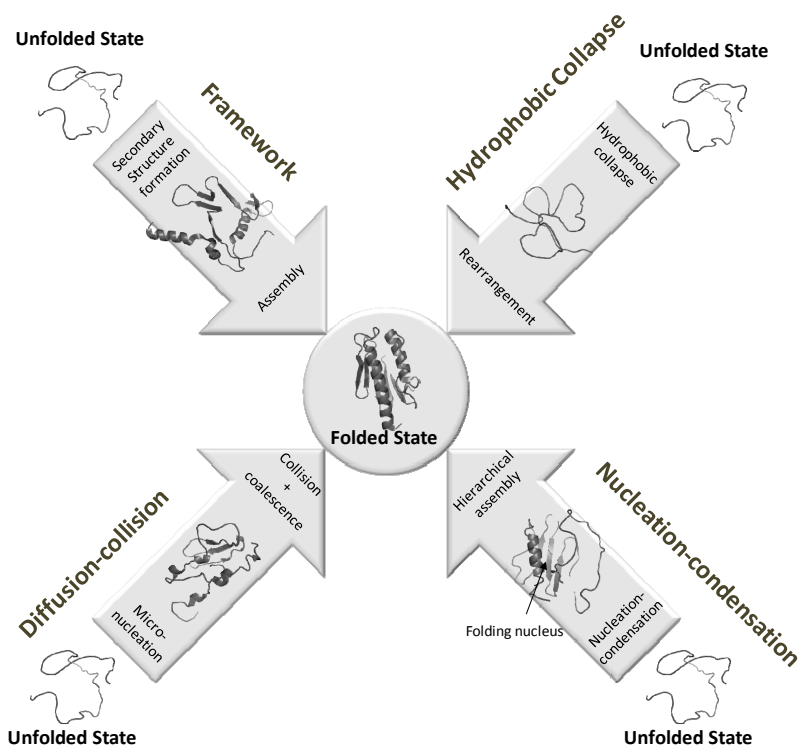 Unfolded State
Framework
Secondary
Structure
formation
Assembly
Hydrophobic Collapse
Unfolded State
Hydrophobic
collapse
Rearrangement
Folded State
Diffusion-collision
Collision
+
coalescence
Micro-
nucleation
Unfolded State
Nucleation-condensation
Hierarchical
assembly
Folding nucleus
Nucleation-
condensation
Unfolded State